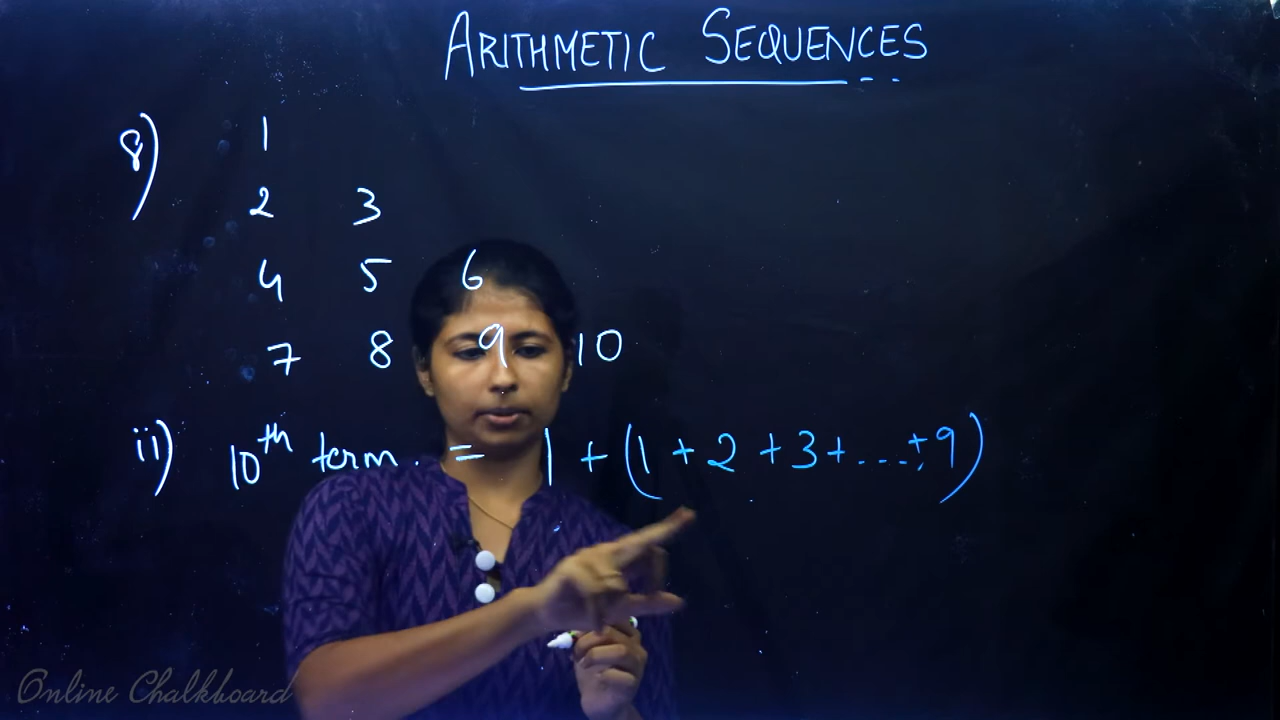 ARITHMETIC SEQUENCES
8) 1
2 3
4 5 6
7 8 9 10
ii) 10th term. = 1 + (1 + 2 + 3 + ....+ 9)
Online Chalkboard